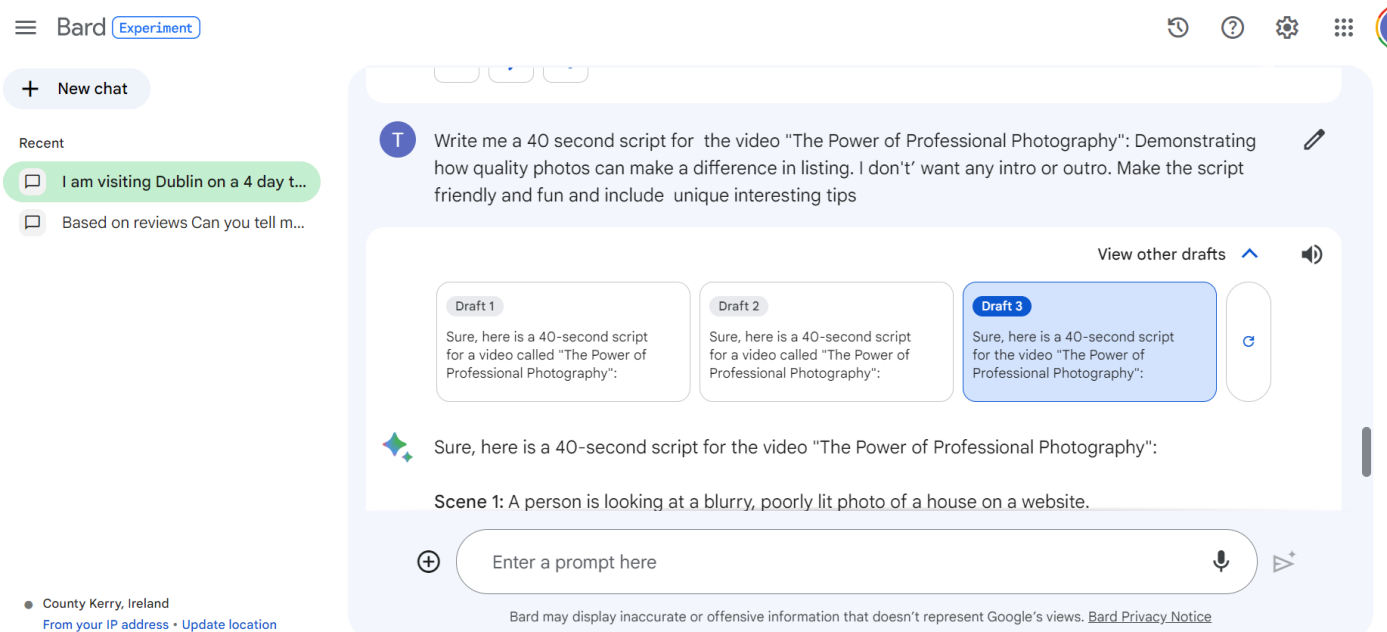 Bard Experiment
New chat
Recent
I am visiting Dublin on a 4 day t...
Based on reviews Can you tell m...
County Kerry, Ireland
From your IP address • Update location
T
Write me a 40 second script for  the video "The Power of Professional Photography": Demonstrating
how quality photos can make a difference in listing. I don't’ want any intro or outro. Make the script
friendly and fun and include  unique interesting tips
View other drafts
Draft 1
Sure, here is a 40-second script
for a video called "The Power of
Professional Photography":
Draft 2
Sure, here is a 40-second script
for a video called "The Power of
Professional Photography":
Draft 3
Sure, here is a 40-second script
for the video "The Power of
Professional Photography":
Sure, here is a 40-second script for the video "The Power of Professional Photography":
Scene 1: A person is looking at a blurry, poorly lit photo of a house on a website.
Enter a prompt here
Bard may display inaccurate or offensive information that doesn’t represent Google’s views. Bard Privacy Notice